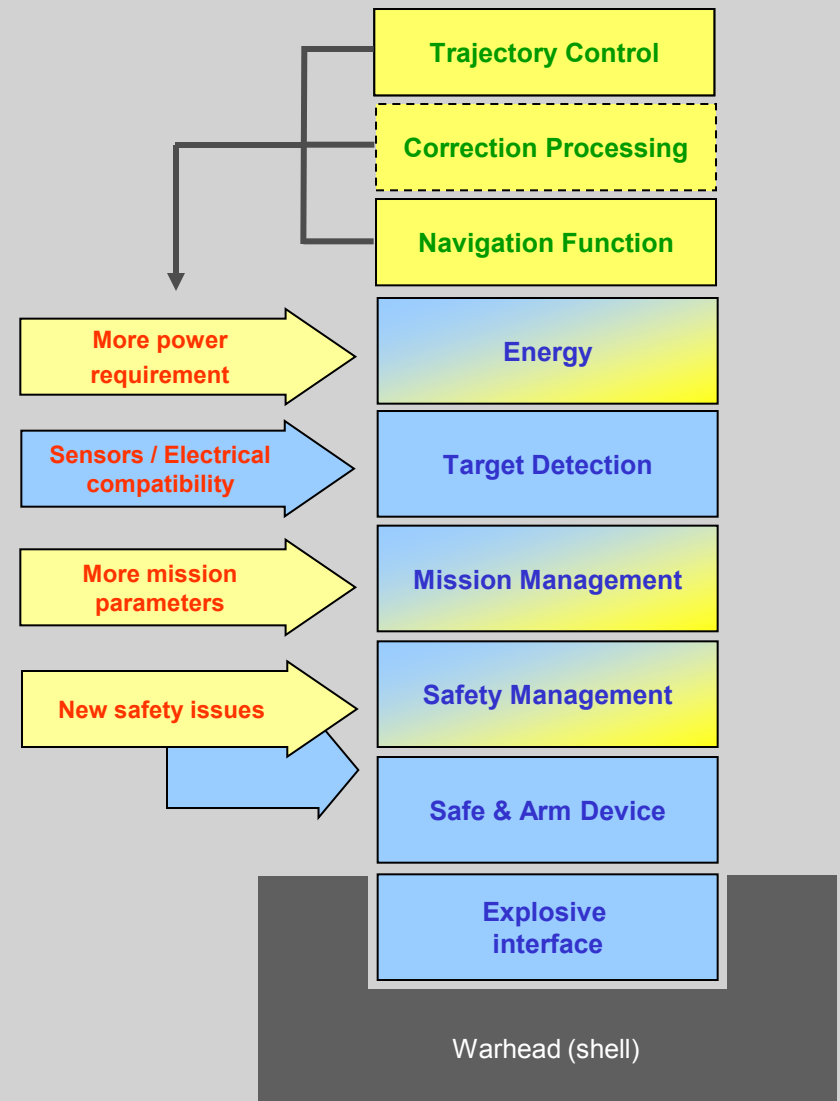 Trajectory Control
Correction Processing
Navigation Function
More power
requirement
Energy
Sensors / Electrical
compatibility
Target Detection
More mission
parameters
Mission Management
New safety issues
Safety Management
Safe & Arm Device
Explosive
interface
Warhead (shell)